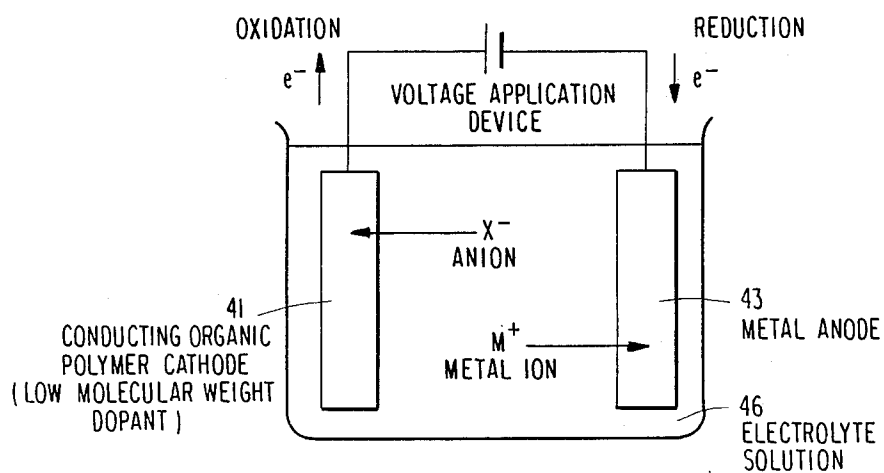 OXIDATION
REDUCTION
e⁻
e⁻
VOLTAGE APPLICATION
DEVICE
X⁻
ANION
41
CONDUCTING ORGANIC
POLYMER CATHODE
(LOW MOLECULAR WEIGHT
DOPANT)
M⁺
METAL ION
43
METAL ANODE
46
ELECTROLYTE
SOLUTION